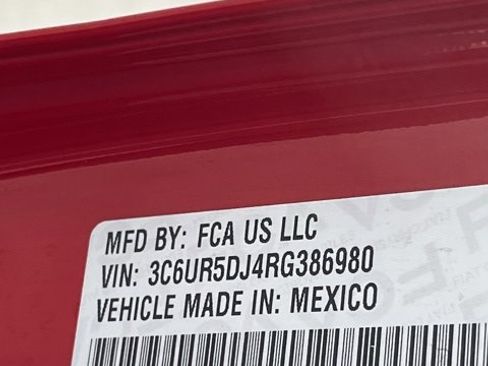 MFD BY: FCA US LLC
VIN: 3C6UR5DJ4RG386980
VEHICLE MADE IN: MEXICO